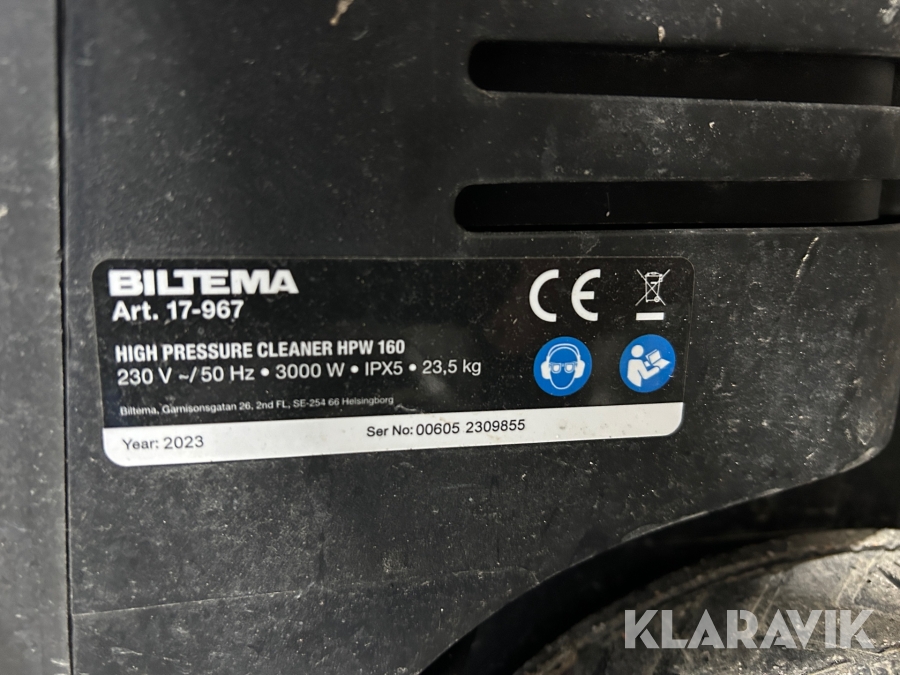 BILTEMA
Art. 17-967
CE
HIGH PRESSURE CLEANER HPW 160
230 V ~/ 50 Hz • 3000 W • IPX5 • 23,5 kg
Biltema, Garnisonsgatan 26, 2nd FL, SE-254 66 Helsingborg
Year: 2023
Ser No: 00605 2309855
KLARAVIK